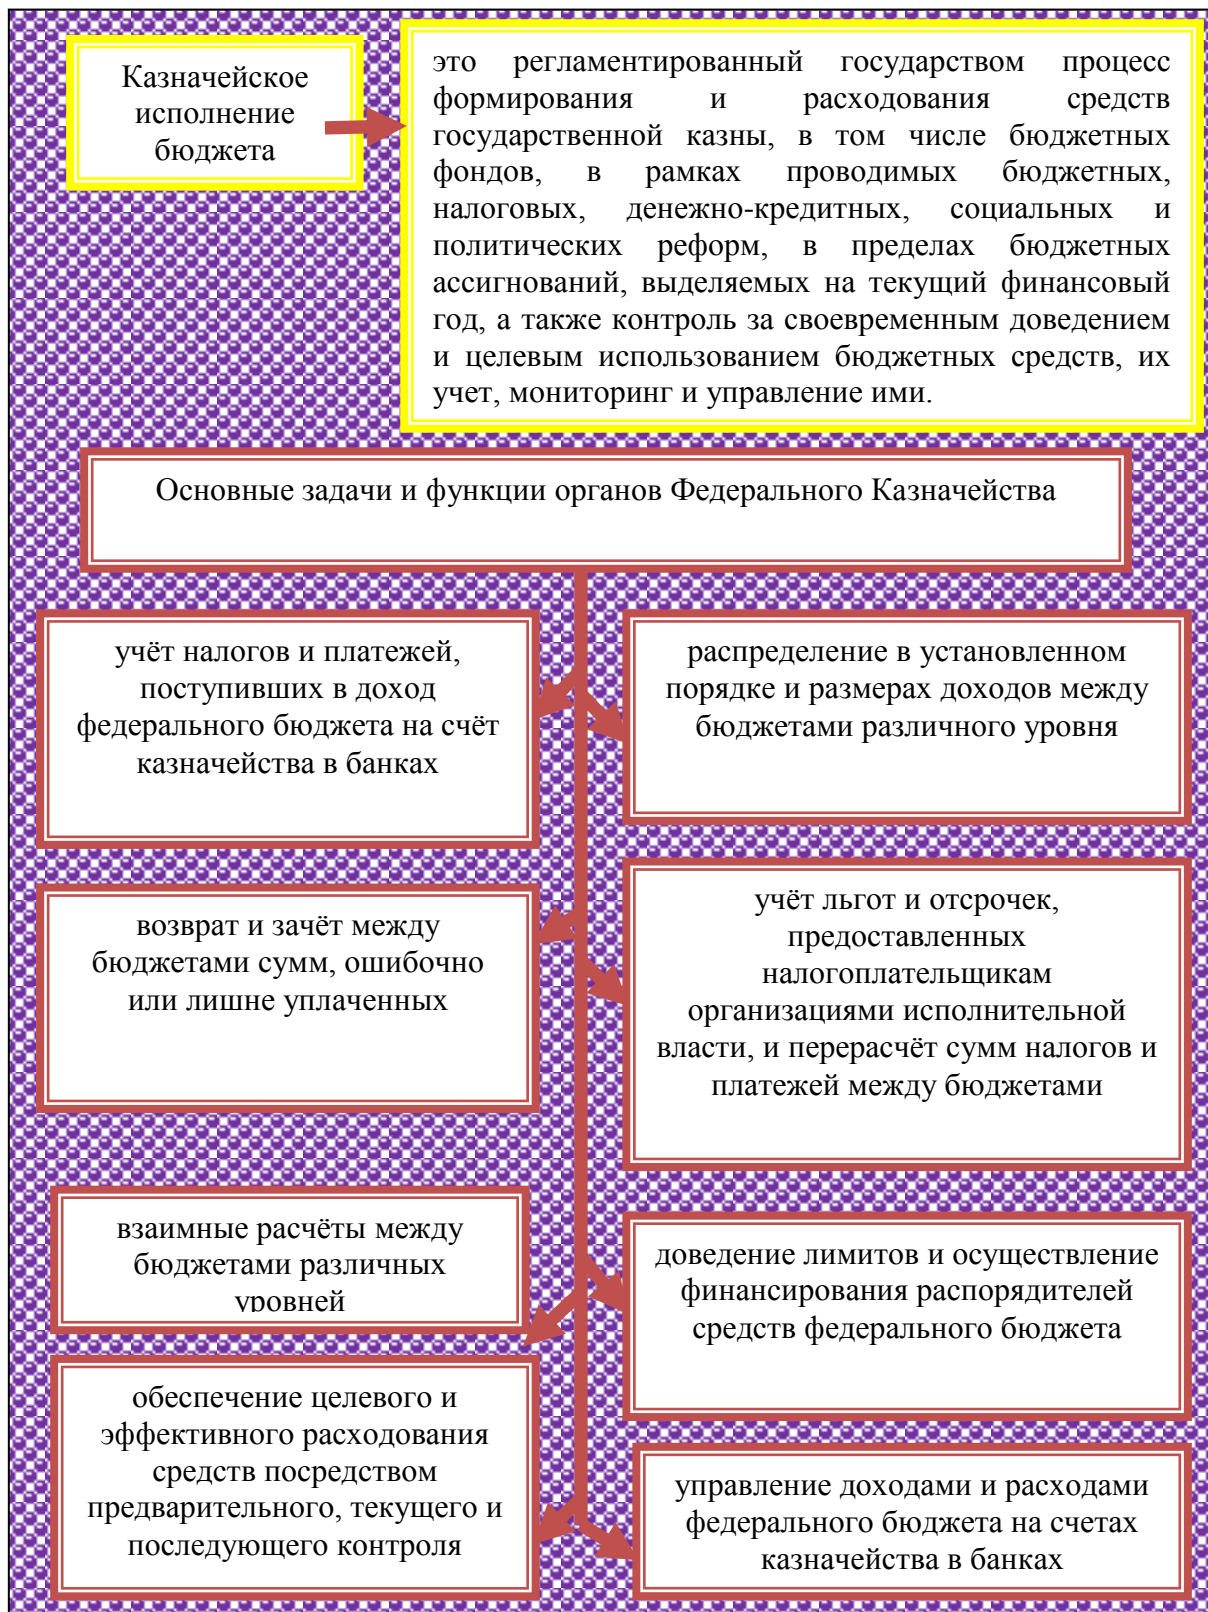 Казначейское
исполнение
бюджета
это регламентированный государством процесс
формирования и расходования средств
государственной казны, в том числе бюджетных
фондов, в рамках проводимых бюджетных,
налоговых, денежно-кредитных, социальных и
политических реформ, в пределах бюджетных
ассигнований, выделяемых на текущий финансовый
год, а также контроль за своевременным доведением
и целевым использованием бюджетных средств, их
учет, мониторинг и управление ими.
Основные задачи и функции органов Федерального Казначейства
учёт налогов и платежей,
поступивших в доход
федерального бюджета на счёт
казначейства в банках
распределение в установленном
порядке и размерах доходов между
бюджетами различного уровня
возврат и зачёт между
бюджетами сумм, ошибочно
или лишне уплаченных
учёт льгот и отсрочек,
предоставленных
налогоплательщикам
организациями исполнительной
власти, и перерасчёт сумм налогов и
платежей между бюджетами
взаимные расчёты между
бюджетами различных
уровней
доведение лимитов и осуществление
финансирования распорядителей
средств федерального бюджета
обеспечение целевого и
эффективного расходования
средств посредством
предварительного, текущего и
последующего контроля
управление доходами и расходами
федерального бюджета на счетах
казначейства в банках